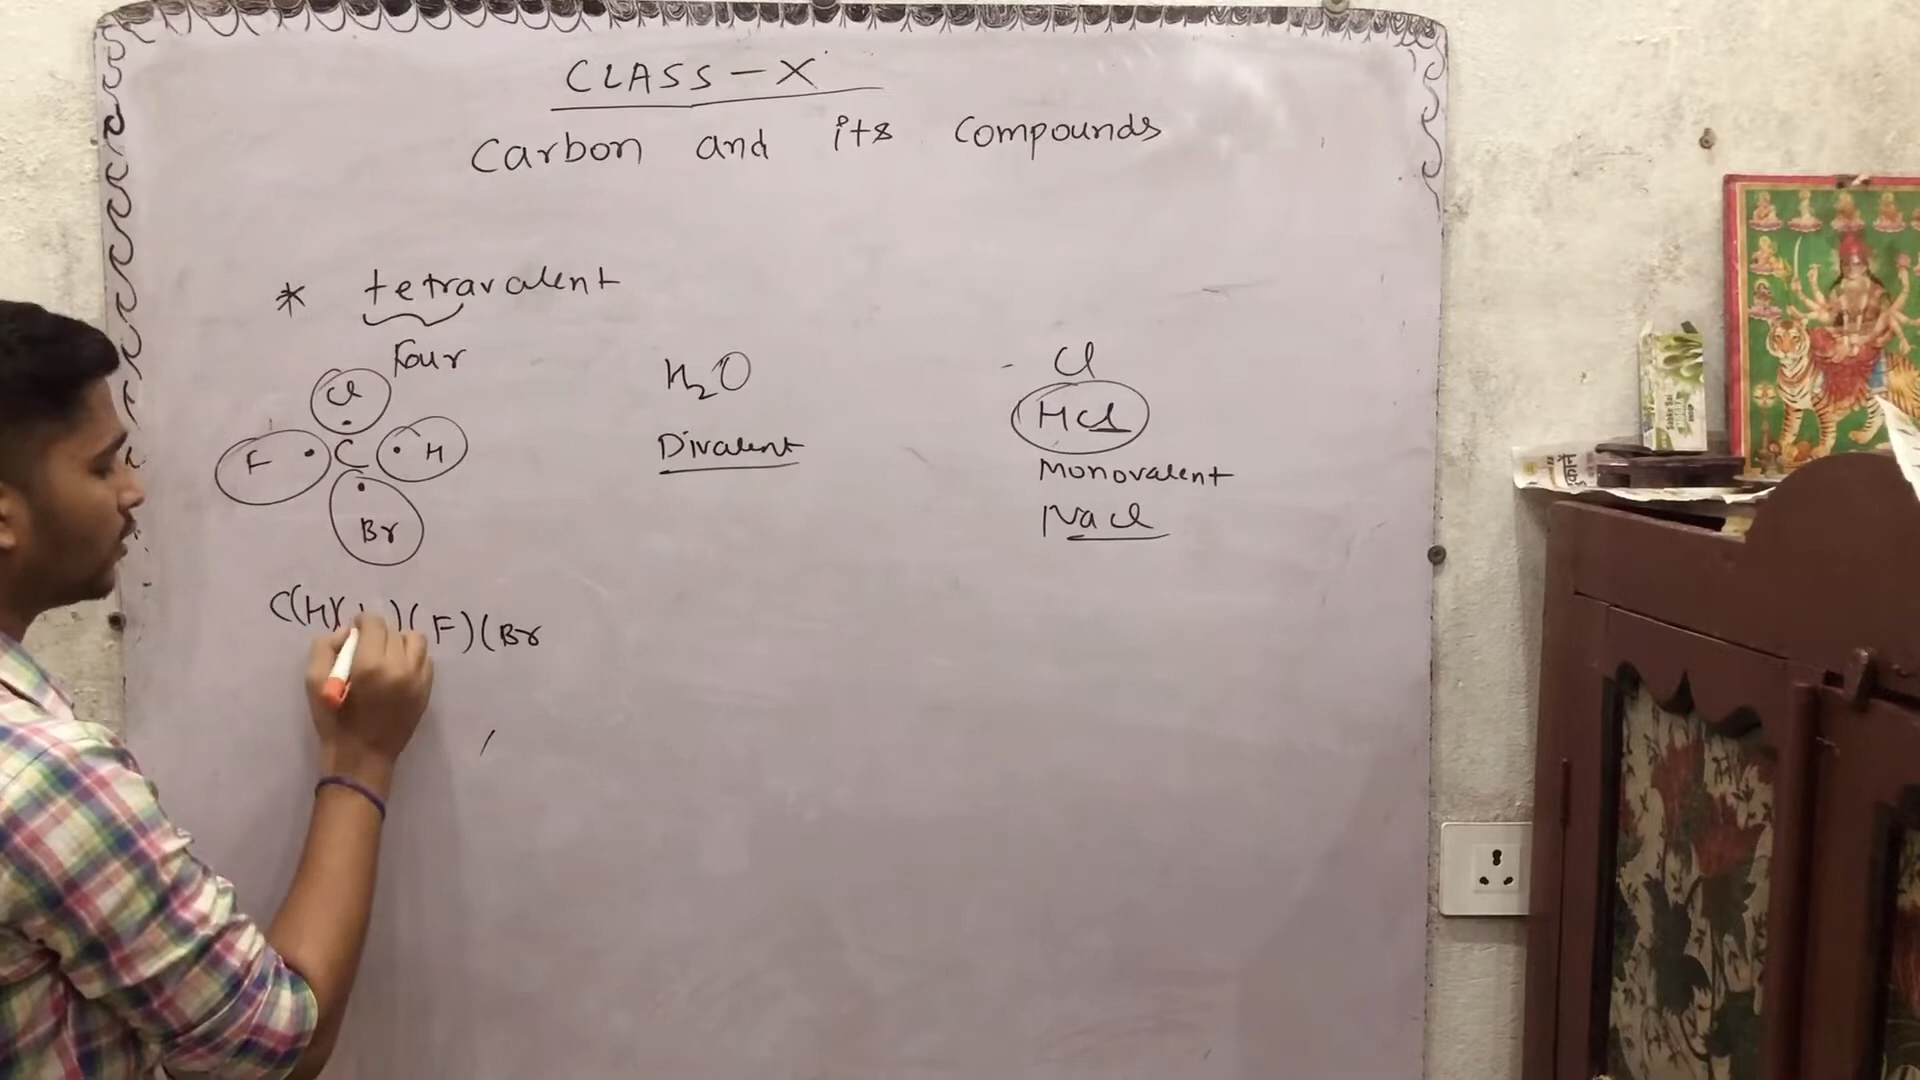 CLASS-X
Carbon and its Compounds
* tetravalent
Four
Cl
F
C
H
Br
C(H)( )(F)(Br
H₂O
Divalent
Cl
HCl
Monovalent
NaCl